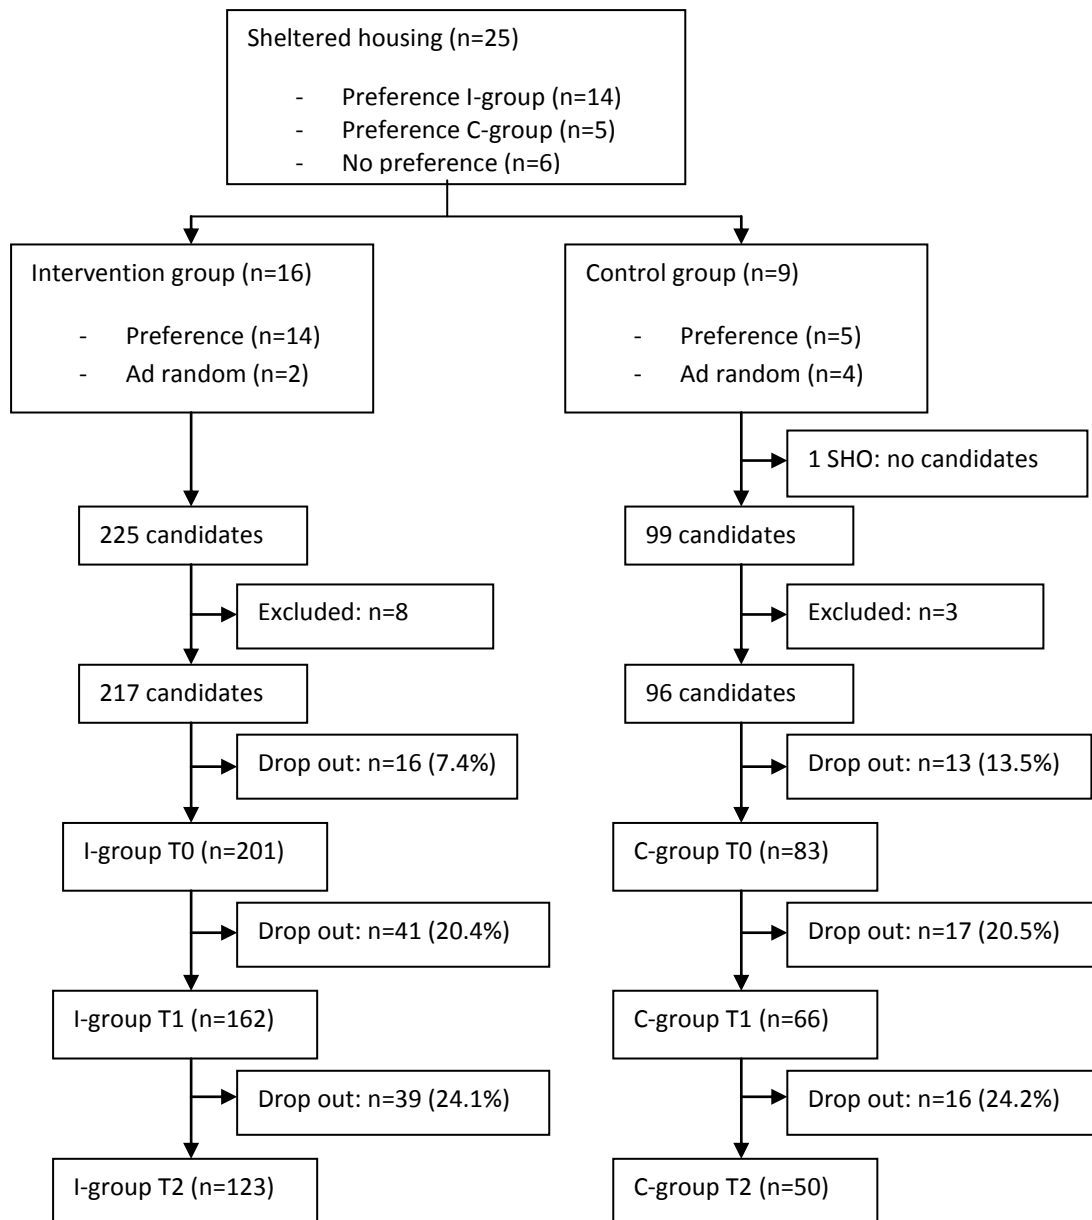 Sheltered housing (n=25)
- Preference I-group (n=14)
- Preference C-group (n=5)
- No preference (n=6)
Intervention group (n=16)
- Preference (n=14)
- Ad random (n=2)
Control group (n=9)
- Preference (n=5)
- Ad random (n=4)
1 SHO: no candidates
225 candidates
99 candidates
Excluded: n=8
Excluded: n=3
217 candidates
96 candidates
Drop out: n=16 (7.4%)
Drop out: n=13 (13.5%)
I-group T0 (n=201)
C-group T0 (n=83)
Drop out: n=41 (20.4%)
Drop out: n=17 (20.5%)
I-group T1 (n=162)
C-group T1 (n=66)
Drop out: n=39 (24.1%)
Drop out: n=16 (24.2%)
I-group T2 (n=123)
C-group T2 (n=50)